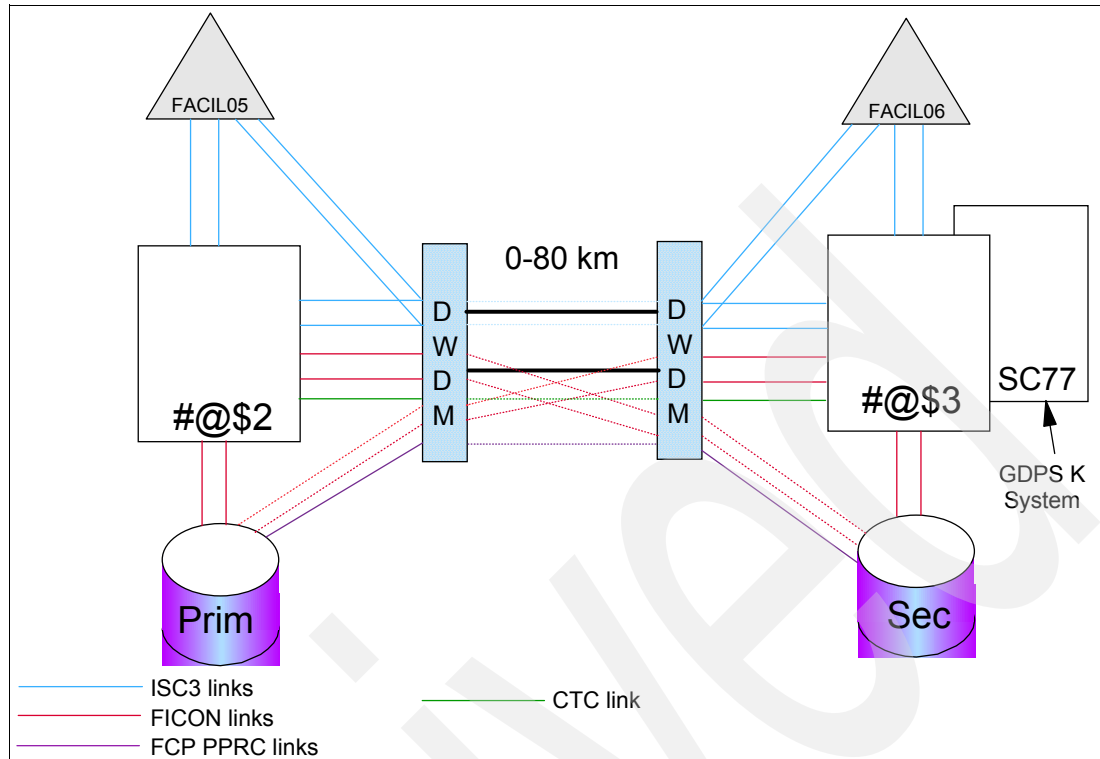 FACIL05
FACIL06
0-80 km
D
W
D
M
D
W
D
M
#@$2
#@$3
SC77
GDPS K
System
Prim
Sec
ISC3 links
FICON links
FCP PPRC links
CTC link